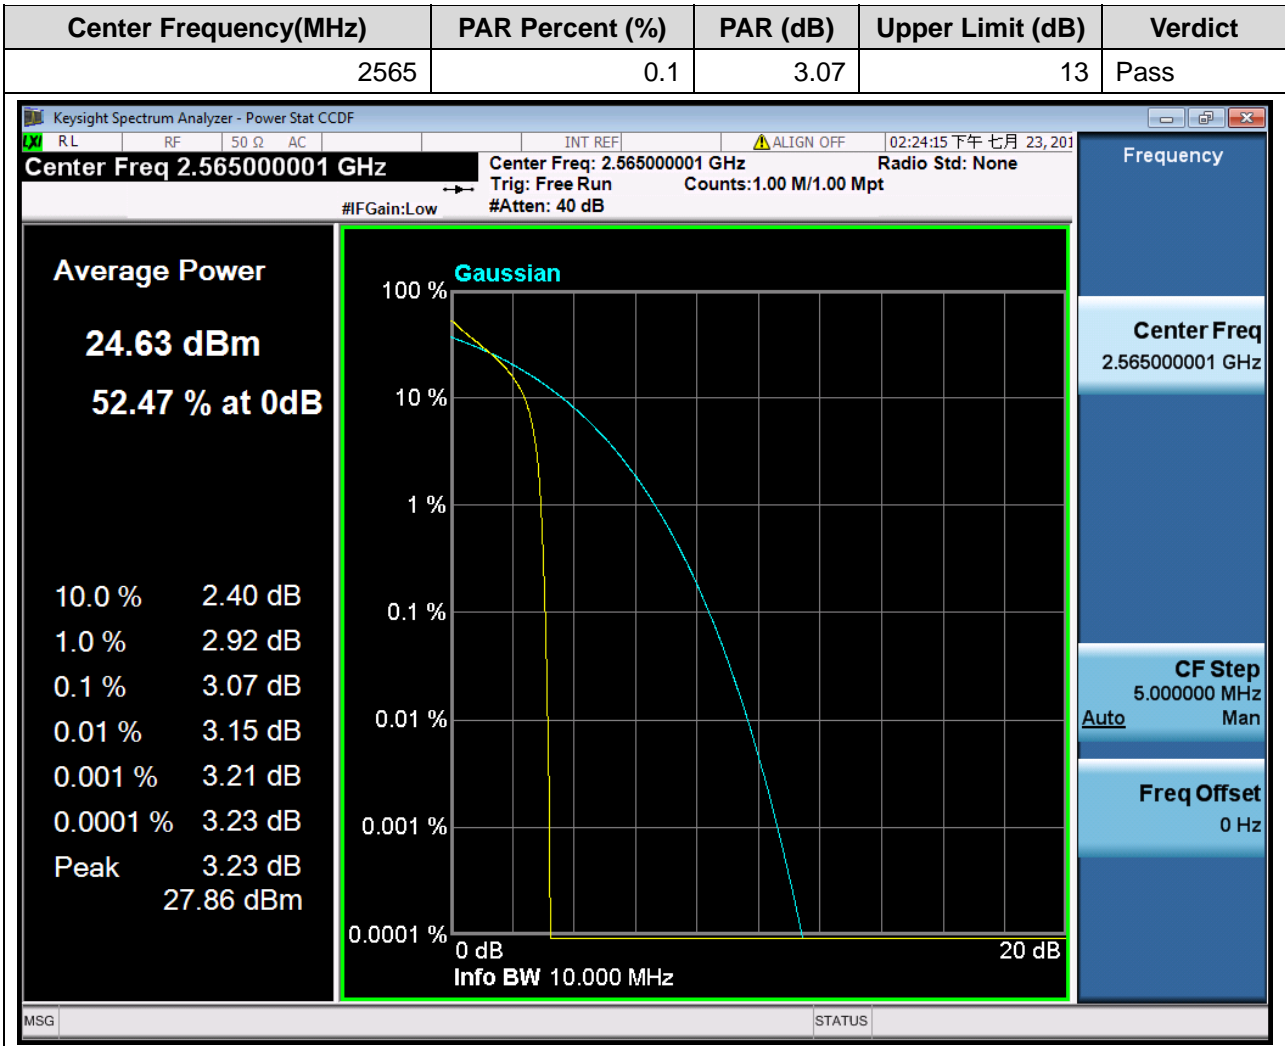 Center Frequency(MHz) PAR Percent (%) PAR (dB) Upper Limit (dB) Verdict
2565 0.1 3.07 13 Pass
Keysight Spectrum Analyzer - Power Stat CCDF
LXI RL RF 50 Ω AC INT REF ALIGN OFF 02:24:15 下午 七月 23, 201
Center Freq 2.565000001 GHz
Center Freq: 2.565000001 GHz Radio Std: None
Trig: Free Run Counts:1.00 M/1.00 Mpt
#IFGain:Low #Atten: 40 dB
Average Power
24.63 dBm
52.47 % at 0dB
10.0 % 2.40 dB
1.0 % 2.92 dB
0.1 % 3.07 dB
0.01 % 3.15 dB
0.001 % 3.21 dB
0.0001 % 3.23 dB
Peak 3.23 dB
27.86 dBm
Gaussian
100 %
10 %
1 %
0.1 %
0.01 %
0.001 %
0.0001 %
0 dB 20 dB
Info BW 10.000 MHz
Frequency
Center Freq
2.565000001 GHz
CF Step
5.000000 MHz
Auto Man
Freq Offset
0 Hz
MSG STATUS